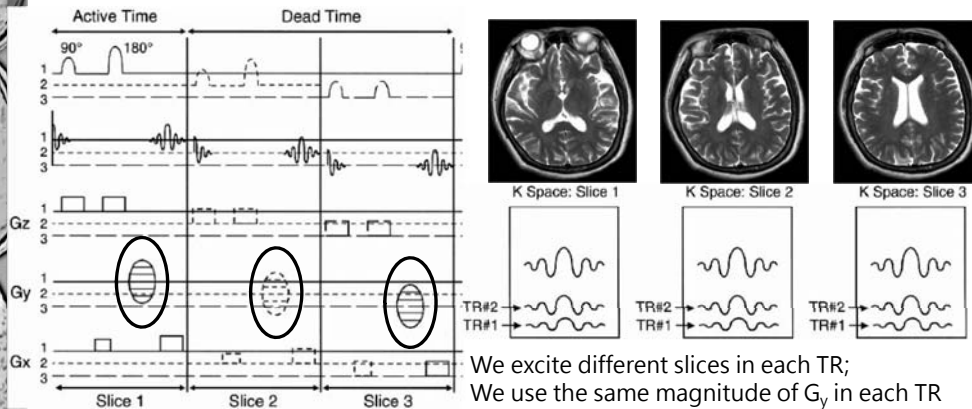 Active Time
Dead Time
90°
180°
1
2
3
1
2
3
Gz
1
2
3
Gy
1
2
3
Gx
1
2
3
Slice 1
Slice 2
Slice 3
K Space: Slice 1
K Space: Slice 2
K Space: Slice 3
TR#2
TR#1
TR#2
TR#1
TR#2
TR#1
We excite different slices in each TR;
We use the same magnitude of Gy in each TR